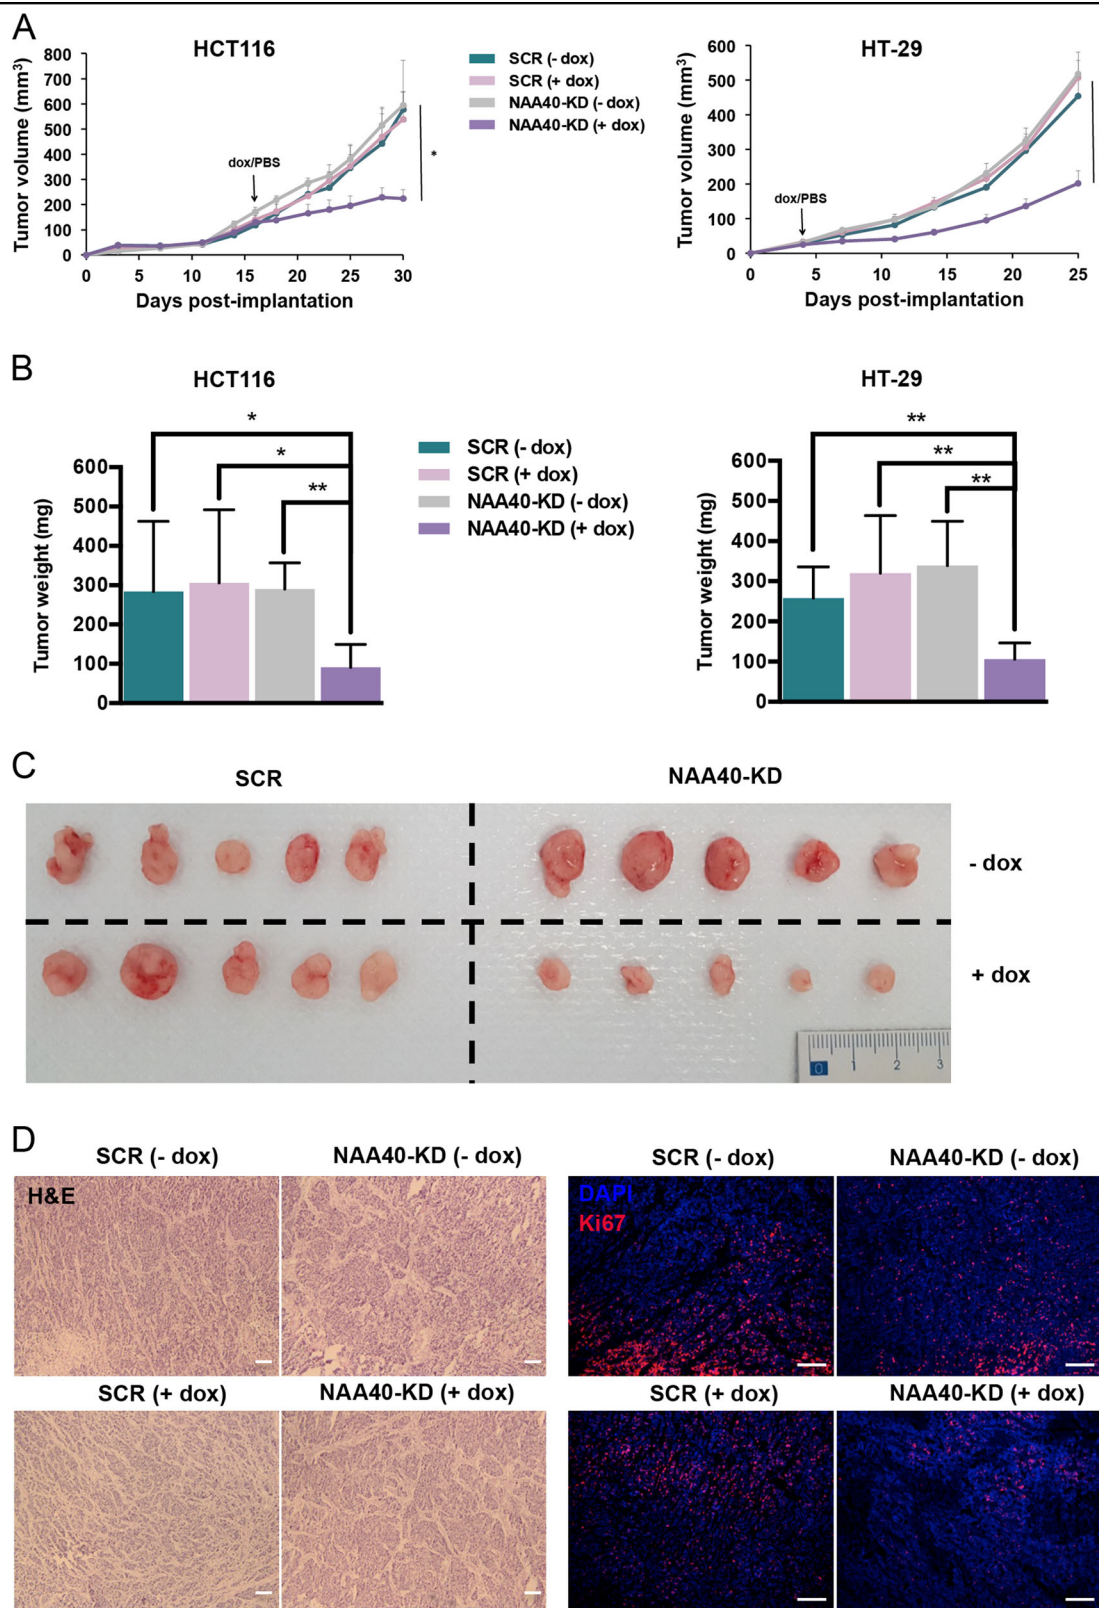 A
HCT116
Tumor volume (mm³)
800
700
600
500
400
300
200
100
0
0 5 10 15 20 25 30
Days post-implantation
dox/PBS
*
SCR (- dox)
SCR (+ dox)
NAA40-KD (- dox)
NAA40-KD (+ dox)
HT-29
Tumor volume (mm³)
600
500
400
300
200
100
0
0 5 10 15 20 25
Days post-implantation
dox/PBS
B
HCT116
*
*
**
Tumor weight (mg)
600
500
400
300
200
100
0
SCR (- dox)
SCR (+ dox)
NAA40-KD (- dox)
NAA40-KD (+ dox)
HT-29
**
**
**
Tumor weight (mg)
600
500
400
300
200
100
0
C
SCR NAA40-KD
- dox
+ dox
0 1 2 3
D
SCR (- dox) NAA40-KD (- dox) SCR (- dox) NAA40-KD (- dox)
H&E
DAPI
Ki67
SCR (+ dox) NAA40-KD (+ dox) SCR (+ dox) NAA40-KD (+ dox)